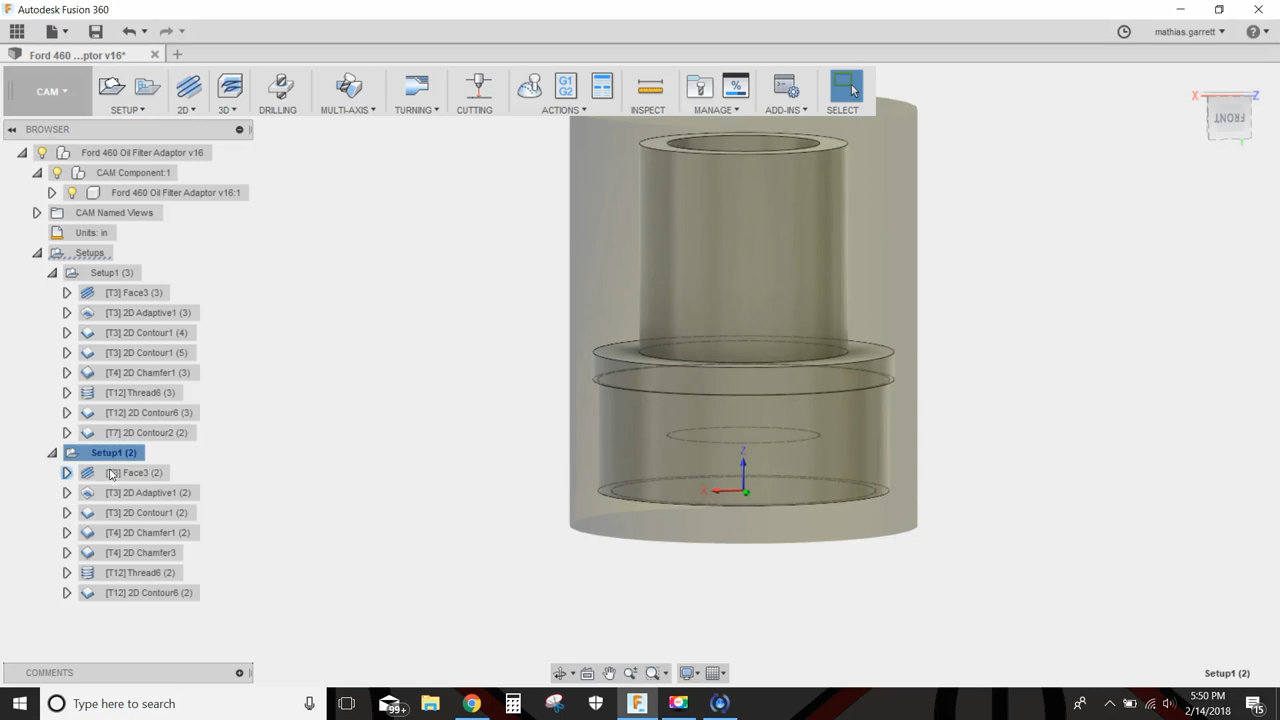 Autodesk Fusion 360
mathias.garrett
Ford 460 ...ptor v16*
CAM
SETUP
2D
3D
DRILLING
MULTI-AXIS
TURNING
CUTTING
G1
G2
ACTIONS
INSPECT
MANAGE
ADD-INS
SELECT
X
Z
FRONT
BROWSER
Ford 460 Oil Filter Adaptor v16
CAM Component:1
Ford 460 Oil Filter Adaptor v16:1
CAM Named Views
Units: in
Setups
Setup1 (3)
[T3] Face3 (3)
[T3] 2D Adaptive1 (3)
[T3] 2D Contour1 (4)
[T3] 2D Contour1 (5)
[T4] 2D Chamfer1 (3)
[T12] Thread6 (3)
[T12] 2D Contour6 (3)
[T7] 2D Contour2 (2)
Setup1 (2)
Face3 (2)
[T3] 2D Adaptive1 (2)
[T3] 2D Contour1 (2)
[T4] 2D Chamfer1 (2)
[T4] 2D Chamfer3
[T12] Thread6 (2)
[T12] 2D Contour6 (2)
Z
X
COMMENTS
Setup1 (2)
Type here to search
99+
5:50 PM
2/14/2018
15